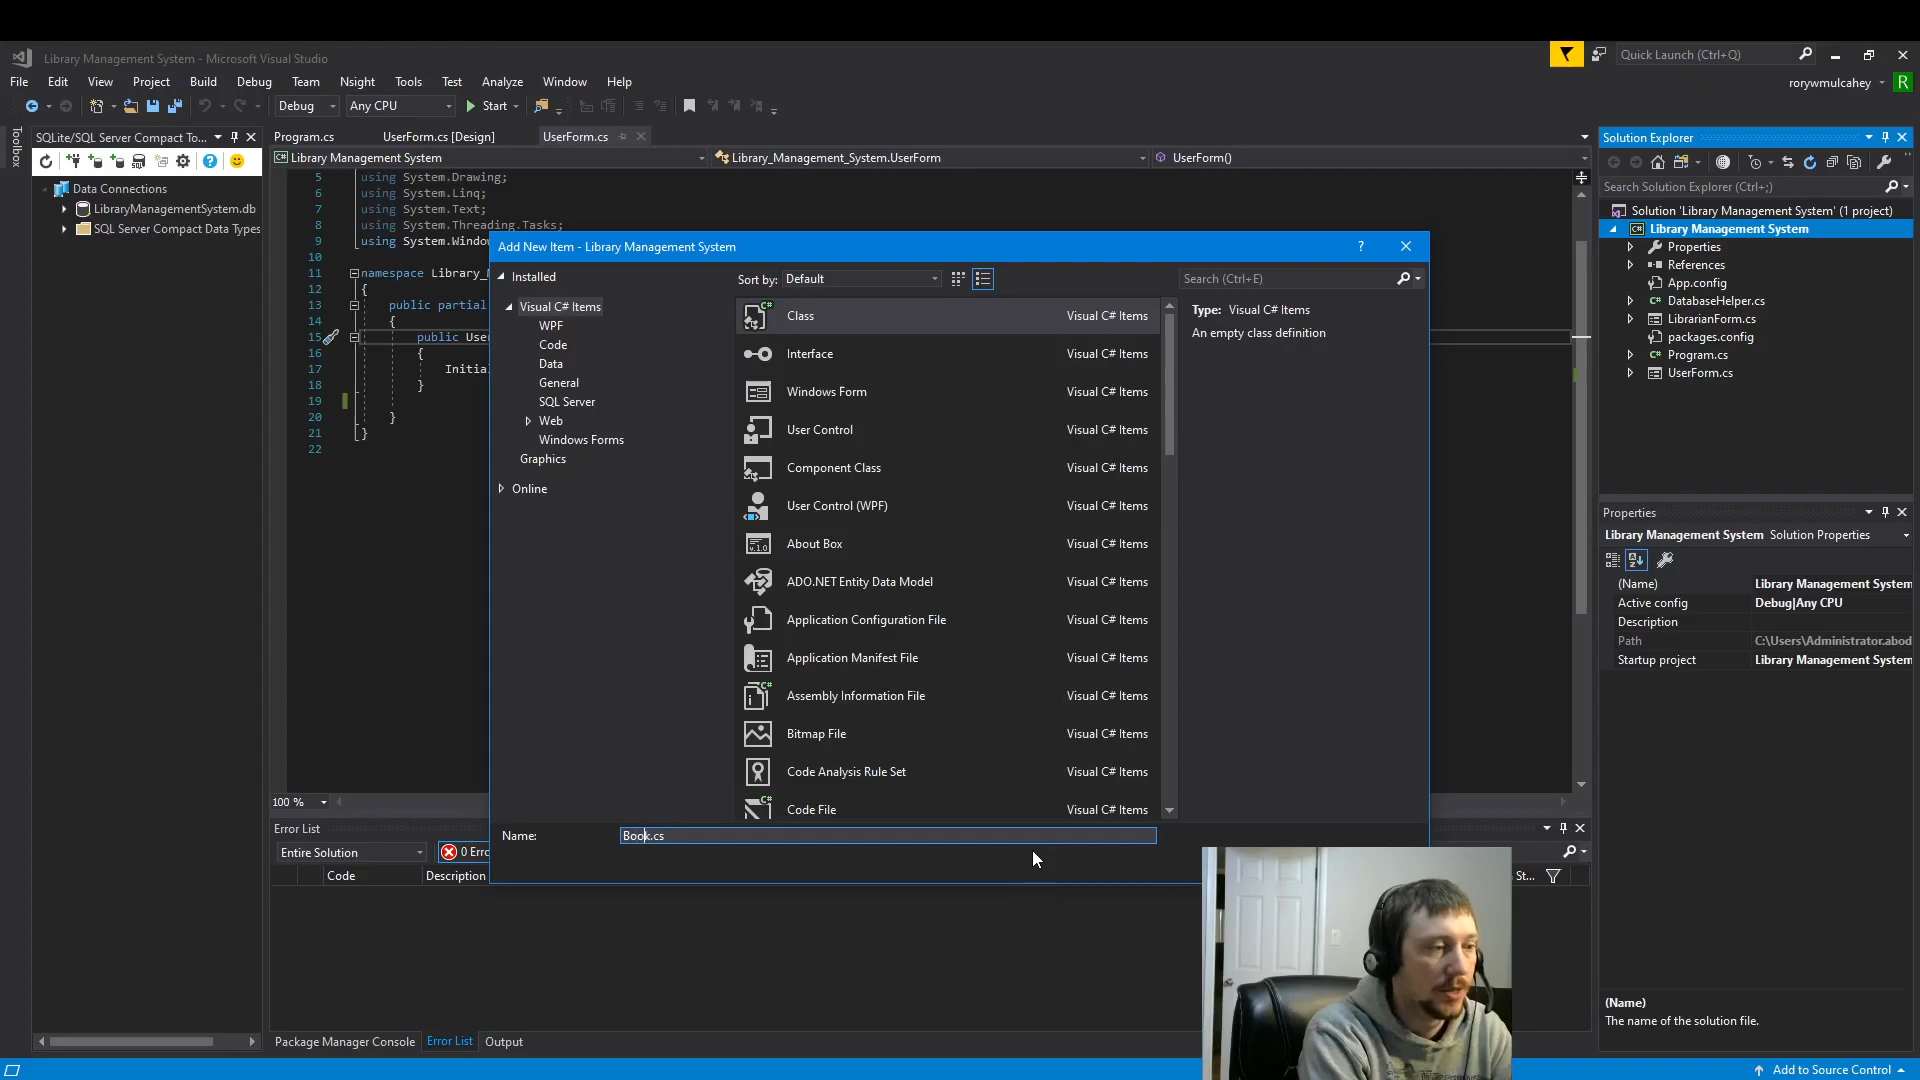 Library Management System - Microsoft Visual Studio
Quick Launch (Ctrl+Q)
File Edit View Project Build Debug Team Nsight Tools Test Analyze Window Help
rorywmulcahey R
Debug Any CPU Start
Toolbox
SQLite/SQL Server Compact To...
Data Connections
LibraryManagementSystem.db
SQL Server Compact Data Types
Program.cs UserForm.cs [Design] UserForm.cs
Library Management System Library_Management_System.UserForm UserForm()
5 using System.Drawing;
6 using System.Linq;
7 using System.Text;
8 using System.Threading.Tasks;
9 using System.Window
10
11 namespace Library_
12 {
13 public partial
14 {
15 public User
16 {
17 Initial
18 }
19
20 }
21 }
22
100 %
Add New Item - Library Management System ?
Installed
Visual C# Items
WPF
Code
Data
General
SQL Server
Web
Windows Forms
Graphics
Online
Sort by: Default
Search (Ctrl+E)
Class Visual C# Items
Interface Visual C# Items
Windows Form Visual C# Items
User Control Visual C# Items
Component Class Visual C# Items
User Control (WPF) Visual C# Items
About Box Visual C# Items
ADO.NET Entity Data Model Visual C# Items
Application Configuration File Visual C# Items
Application Manifest File Visual C# Items
Assembly Information File Visual C# Items
Bitmap File Visual C# Items
Code Analysis Rule Set Visual C# Items
Code File Visual C# Items
Type: Visual C# Items
An empty class definition
Name: Book.cs
Error List
Entire Solution 0 Erro
Code Description St...
Package Manager Console Error List Output
Solution Explorer
Search Solution Explorer (Ctrl+;)
Solution 'Library Management System' (1 project)
Library Management System
Properties
References
App.config
DatabaseHelper.cs
LibrarianForm.cs
packages.config
Program.cs
UserForm.cs
Properties
Library Management System Solution Properties
(Name) Library Management System
Active config Debug|Any CPU
Description
Path C:\Users\Administrator.abod
Startup project Library Management System
(Name)
The name of the solution file.
Add to Source Control